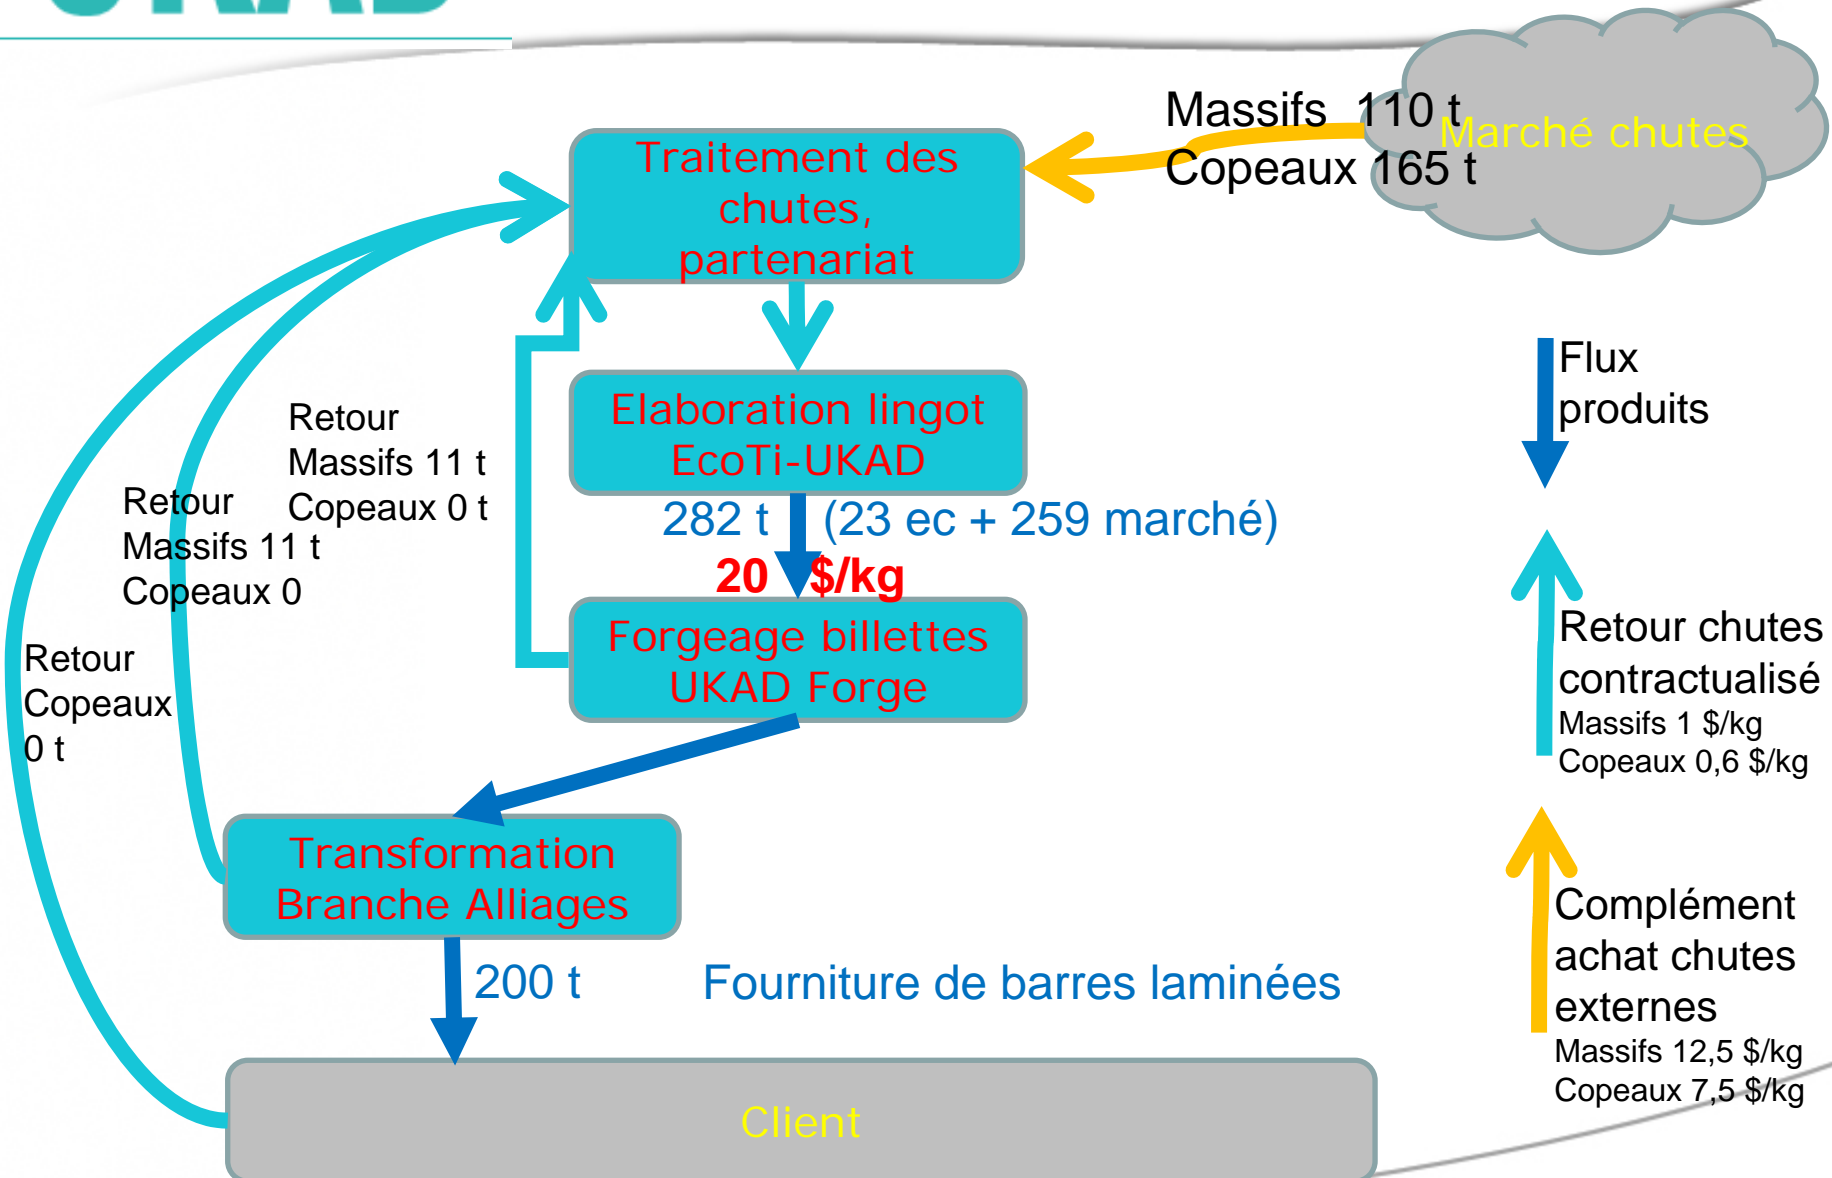 UKAD
Massifs 110 t
Copeaux 165 t
Marché chutes
Traitement des
chutes,
partenariat
Elaboration lingot
EcoTi-UKAD
282 t (23 ec + 259 marché)
20 $/kg
Forgeage billettes
UKAD Forge
Retour
Massifs 11 t
Copeaux 0 t
Retour
Massifs 11 t
Copeaux 0
Retour
Copeaux
0 t
Transformation
Branche Alliages
200 t
Fourniture de barres laminées
Client
Flux
produits
Retour chutes
contractualisé
Massifs 1 $/kg
Copeaux 0,6 $/kg
Complément
achat chutes
externes
Massifs 12,5 $/kg
Copeaux 7,5 $/kg